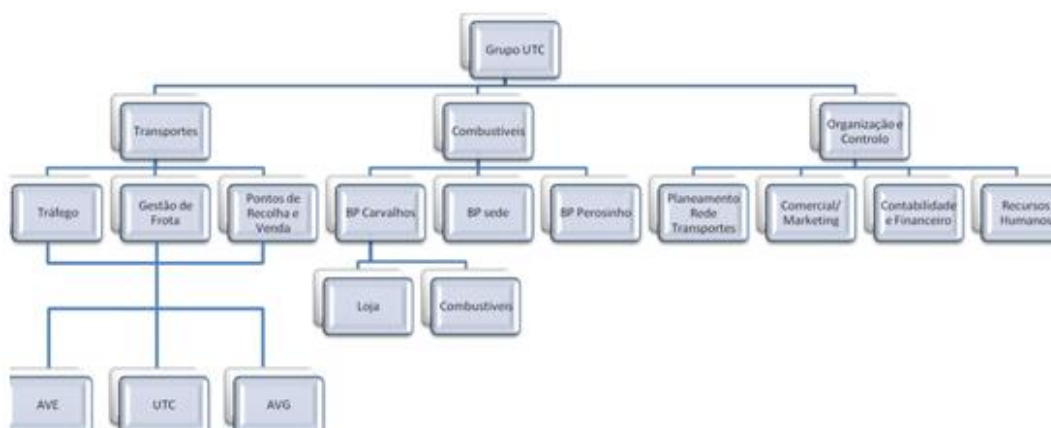 Grupo UTC
Transportes
Combustíveis
Organização e
Controlo
Tráfego
Gestão de
Frota
Pontos de
Recolha e
Venda
BP Carvalhos
BP sede
BP Perosinho
Planeamento
Rede
Transportes
Comercial/
Marketing
Contabilidade
e Financeiro
Recursos
Humanos
Loja
Combustíveis
AVE
UTC
AVG